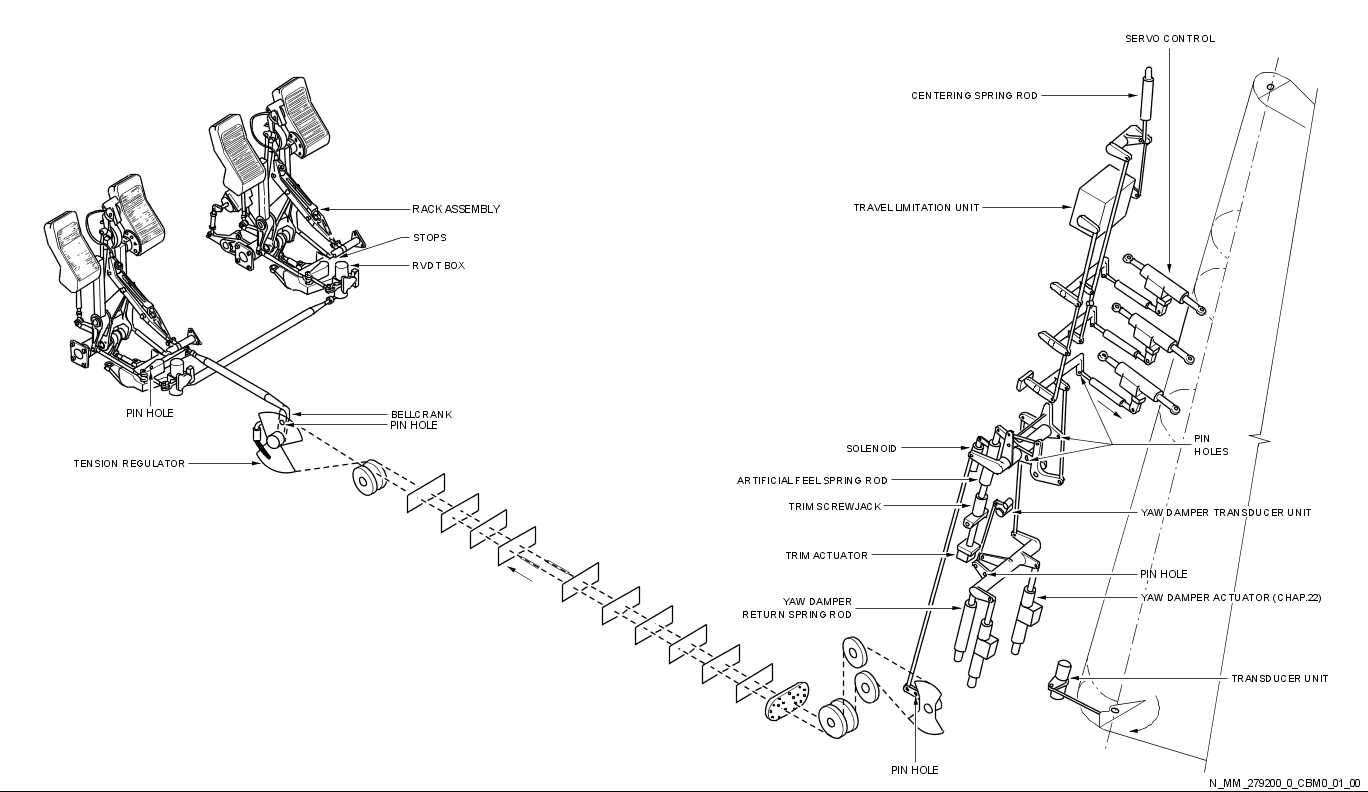 SERVO CONTROL
CENTERING SPRING ROD
TRAVEL LIMITATION UNIT
RACK ASSEMBLY
STOPS
RVDT BOX
PIN HOLE
BELLCRANK
PIN HOLE
TENSION REGULATOR
SOLENOID
PIN
HOLES
ARTIFICIAL FEEL SPRING ROD
TRIM SCREWJACK
YAW DAMPER TRANSDUCER UNIT
TRIM ACTUATOR
PIN HOLE
YAW DAMPER
RETURN SPRING ROD
YAW DAMPER ACTUATOR (CHAP.22)
TRANSDUCER UNIT
PIN HOLE
N_MM_279200_0_CBM0_01_00